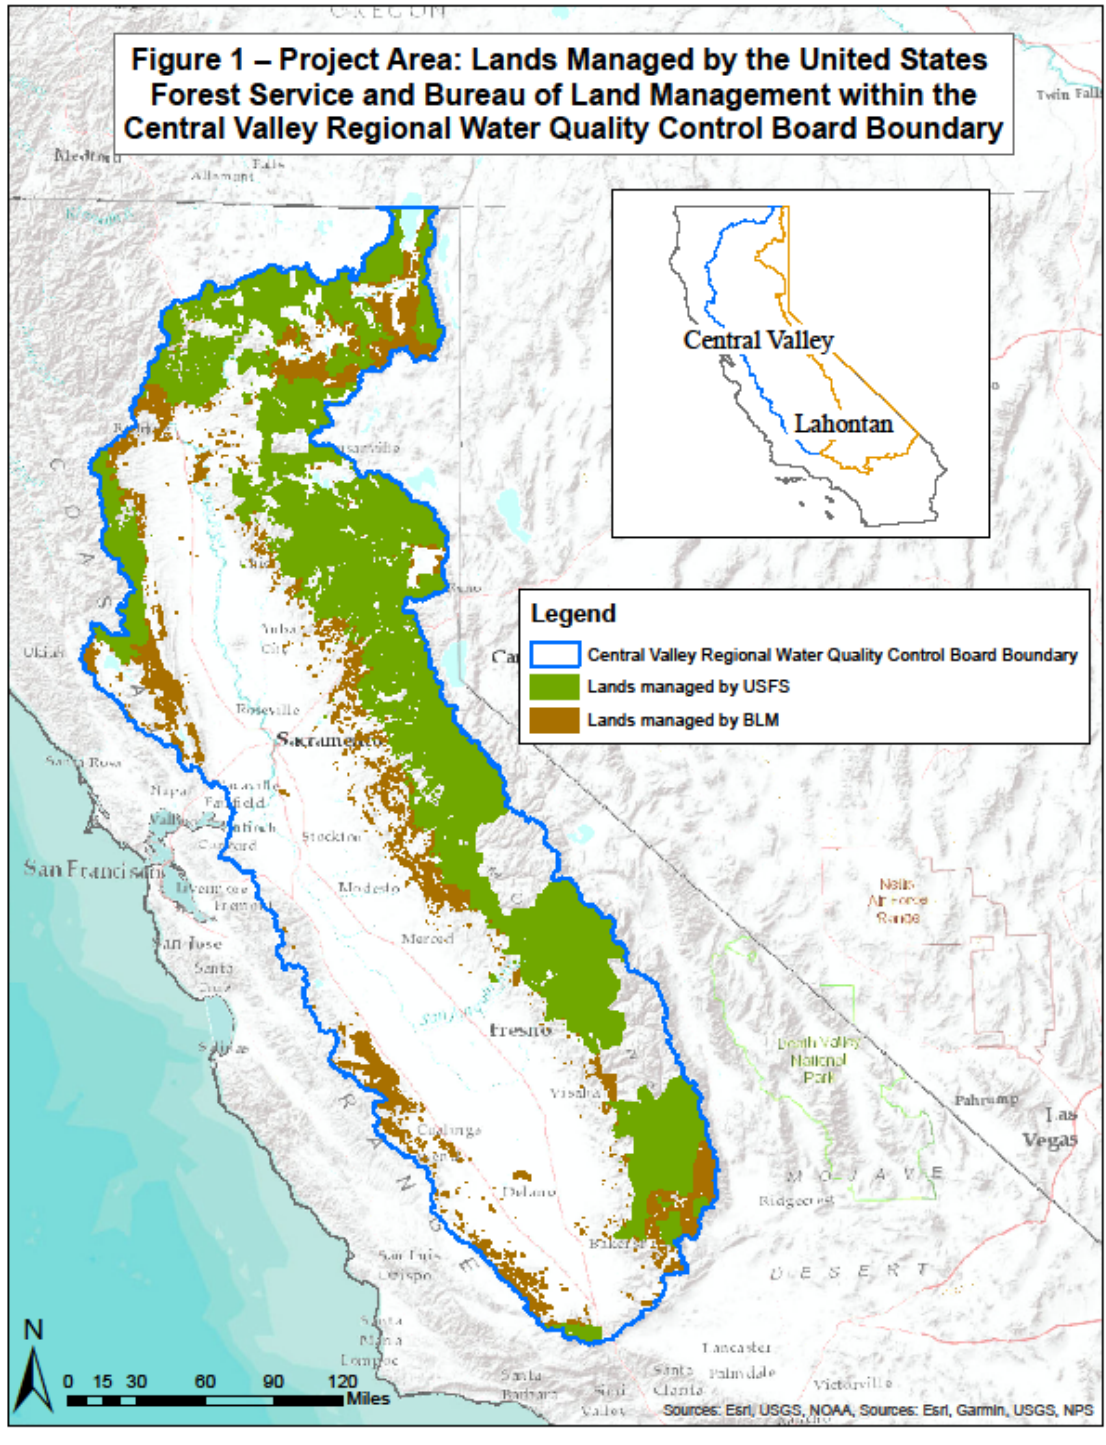 OREGON
Figure 1 – Project Area: Lands Managed by the United States
Forest Service and Bureau of Land Management within the
Central Valley Regional Water Quality Control Board Boundary
Twin Falls
Medford
Falls
Central Valley
Lahontan
Reno
Legend
Central Valley Regional Water Quality Control Board Boundary
Lands managed by USFS
Lands managed by BLM
Chico
Yuba
City
Ukiah
Roseville
Sacramento
Santa Rosa
Napa
Vacaville
Fairfield
Vallejo
Antioch
Concord
Stockton
San Francisco
Livermore
Fremont
Modesto
Nellis
Air Force
Range
Merced
San Jose
Santa
Cruz
Fresno
Salinas
Death Valley
National
Park
Visalia
Pahrump
Las
Vegas
Coalinga
MOJAVE
Delano
Ridgecrest
San Luis
Obispo
DESERT
N
Santa
Maria
Lompoc
Lancaster
Palmdale
Santa
Clarita
Victorville
Santa
Barbara
Simi
Valley
0 15 30 60 90 120
Miles
Sources: Esri, USGS, NOAA, Sources: Esri, Garmin, USGS, NPS